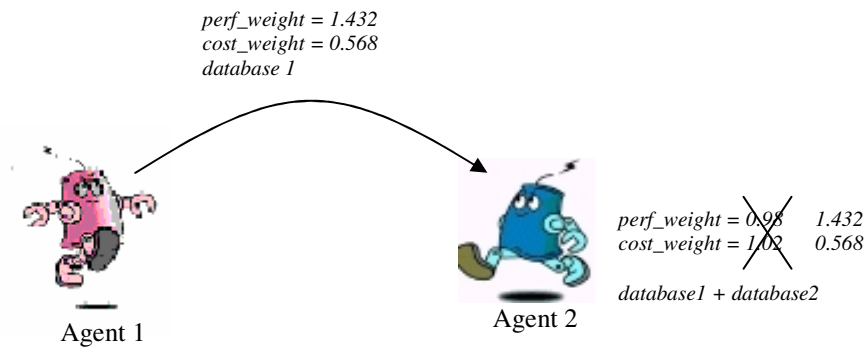 perf_weight = 1.432
cost_weight = 0.568
database 1
perf_weight = 0.98 1.432
cost_weight = 1.02 0.568
database1 + database2
Agent 1
Agent 2